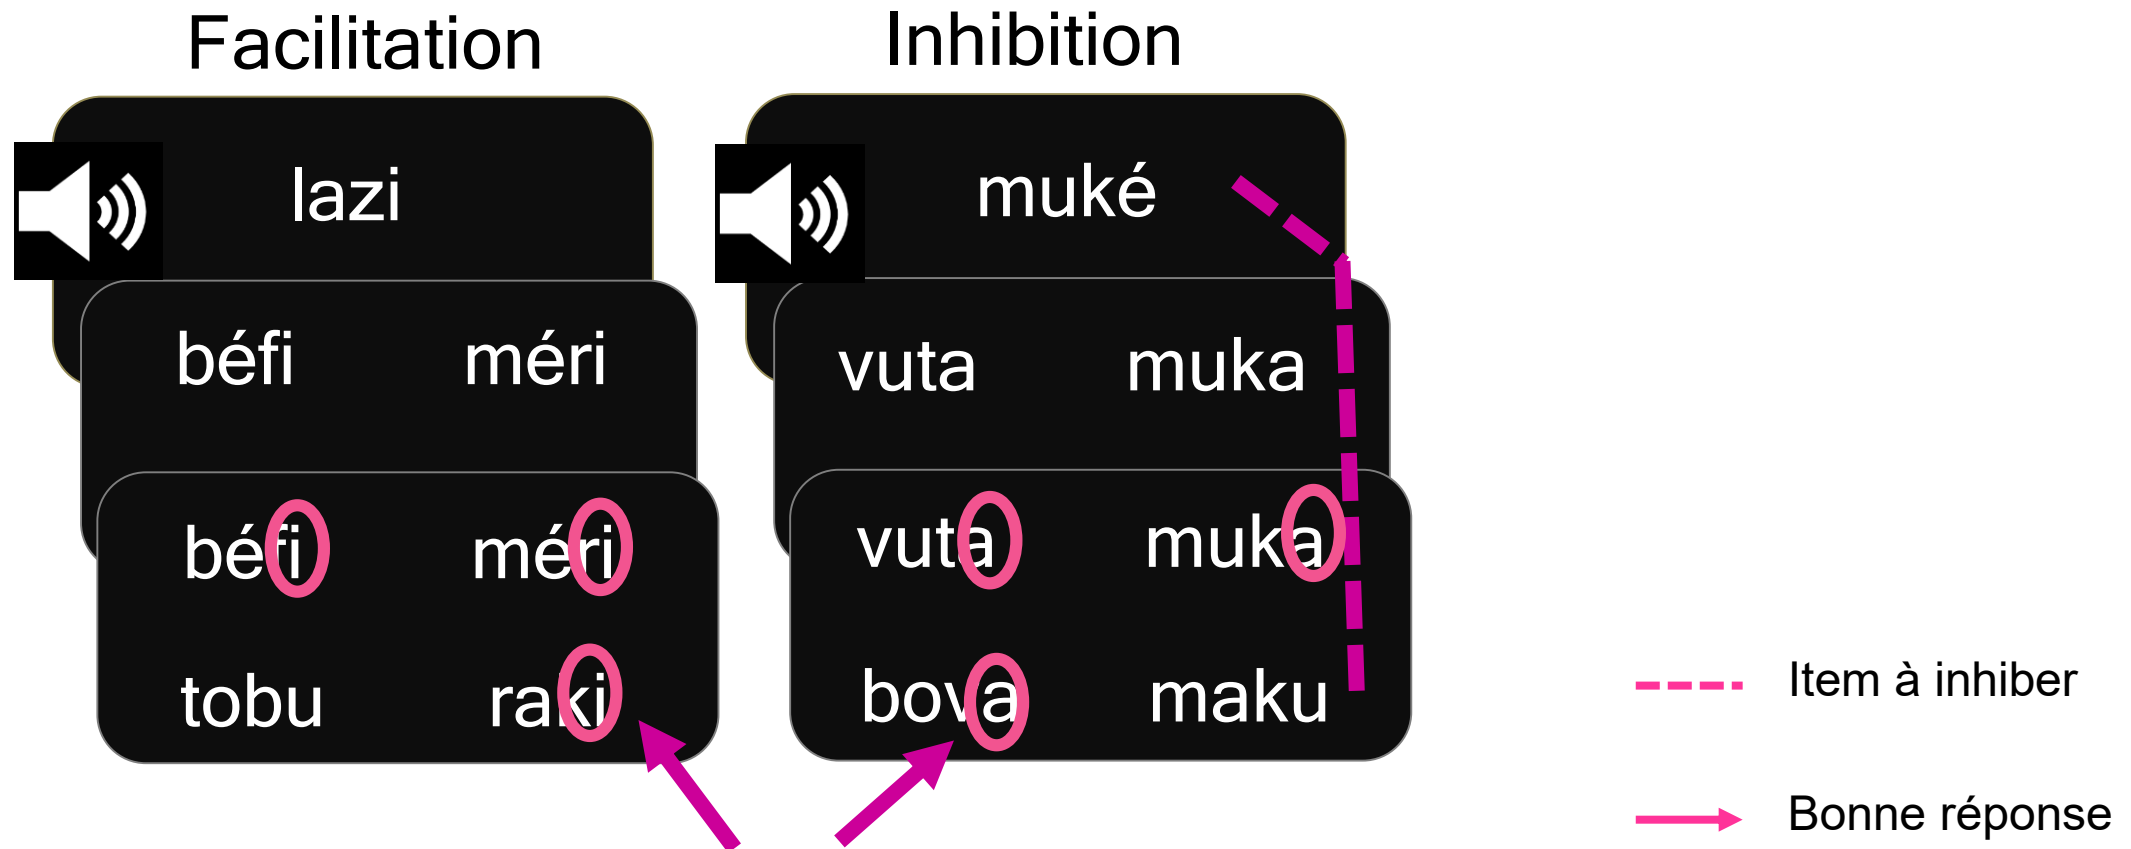 Facilitation
lazi
béfi méri
béfi méri
tobu raki
Inhibition
muké
vuta muka
vuta muka
bova maku
Item à inhiber
Bonne réponse